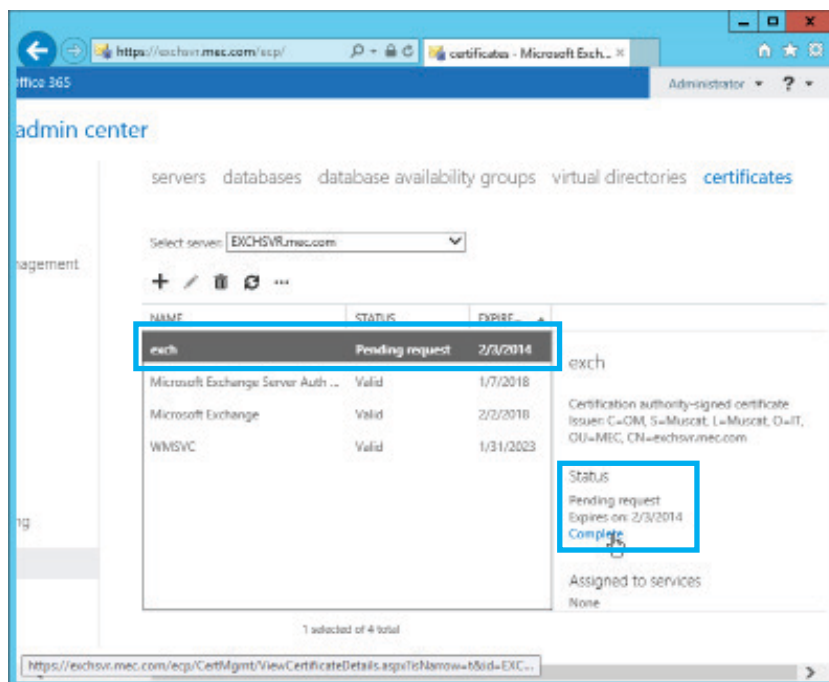 https://exchsvr.mec.com/ecp/
certificates - Microsoft Exch...
ffice 365
Administrator
?
admin center
servers databases database availability groups virtual directories certificates
Select server: EXCHSVR.mec.com
nagement
NAME STATUS EXPIRE...
exch Pending request 2/3/2014
Microsoft Exchange Server Auth ... Valid 1/7/2018
Microsoft Exchange Valid 2/2/2018
WMSVC Valid 1/31/2023
exch
Certification authority-signed certificate
Issuer: C=OM, S=Muscat, L=Muscat, O=IT,
OU=MEC, CN=exchsvr.mec.com
Status
Pending request
Expires on: 2/3/2014
Complete
ng
Assigned to services
None
1 selected of 4 total
https://exchsvr.mec.com/ecp/CertMgmt/ViewCertificateDetails.aspx?isNarrow=t&id=EXC...